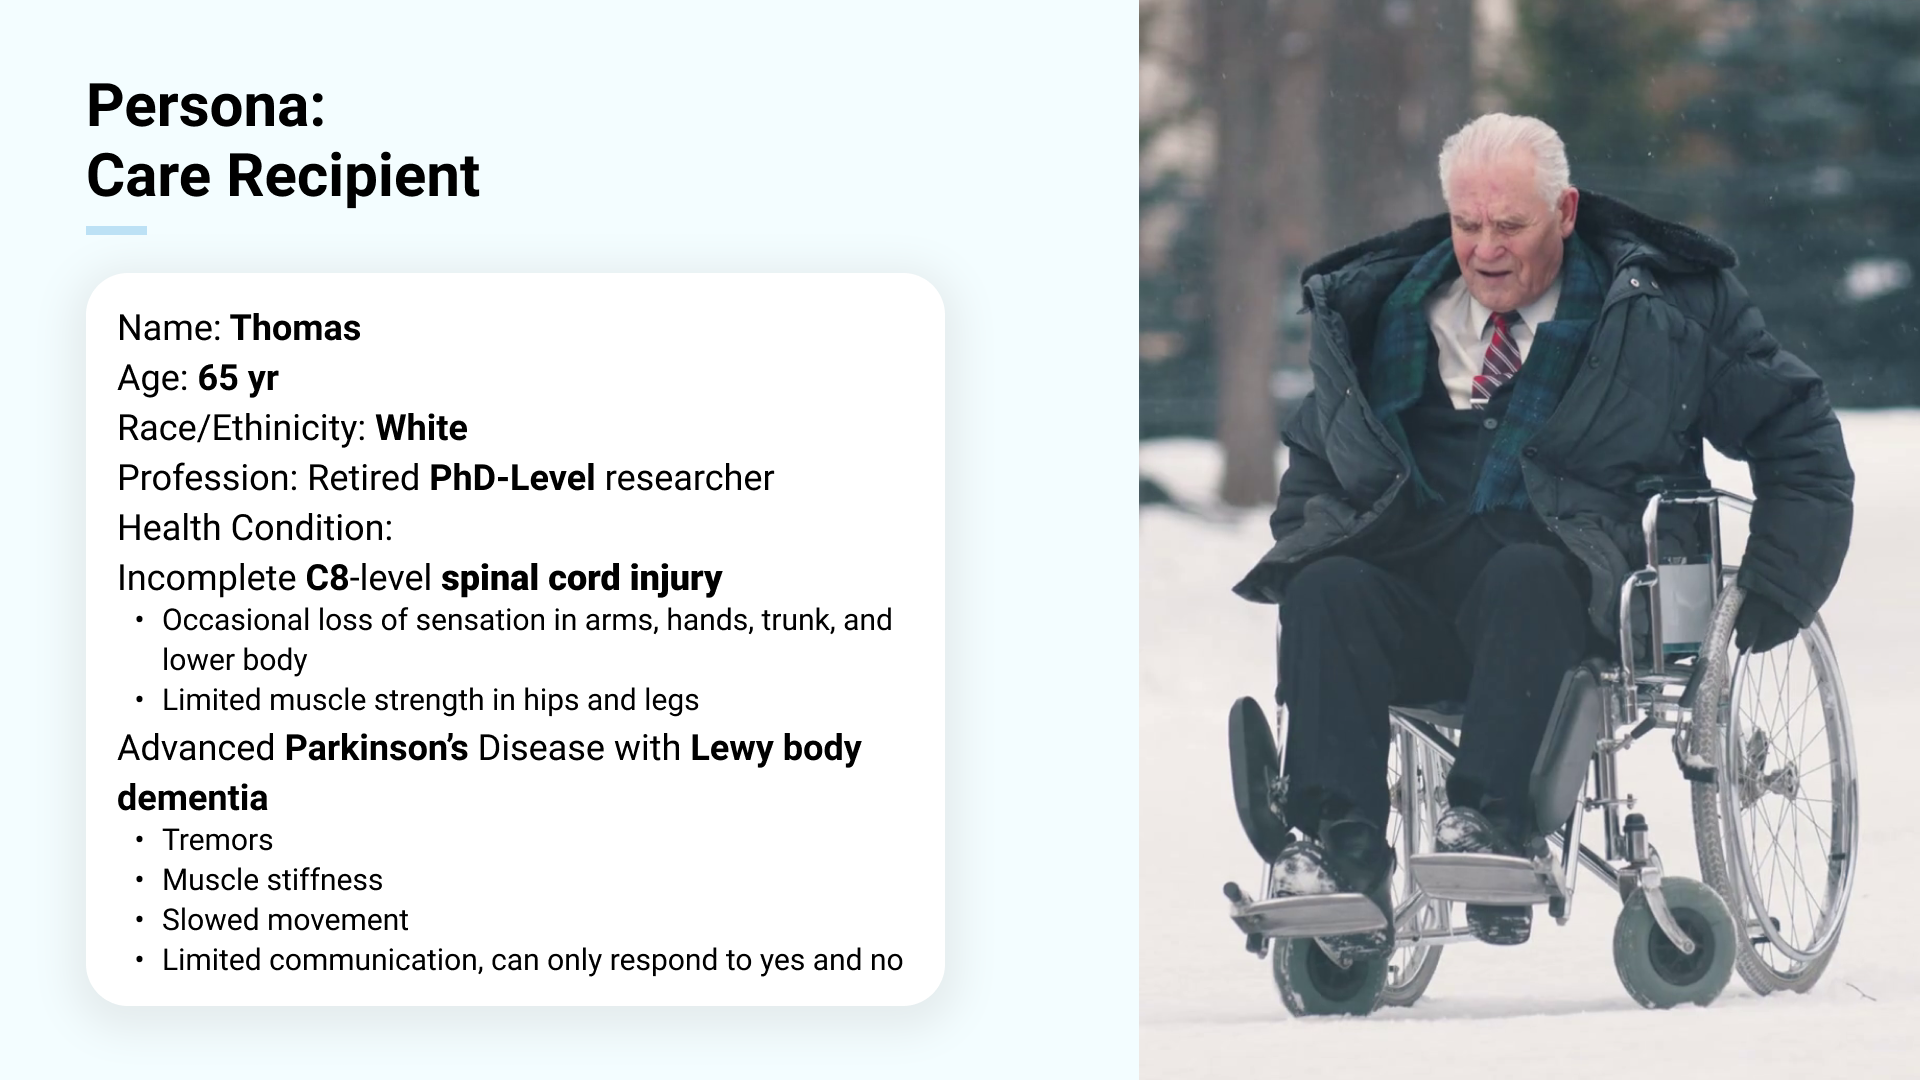 Persona:
Care Recipient
Name: Thomas
Age: 65 yr
Race/Ethinicity: White
Profession: Retired PhD-Level researcher
Health Condition:
Incomplete C8-level spinal cord injury
• Occasional loss of sensation in arms, hands, trunk, and
lower body
• Limited muscle strength in hips and legs
Advanced Parkinson’s Disease with Lewy body
dementia
• Tremors
• Muscle stiffness
• Slowed movement
• Limited communication, can only respond to yes and no